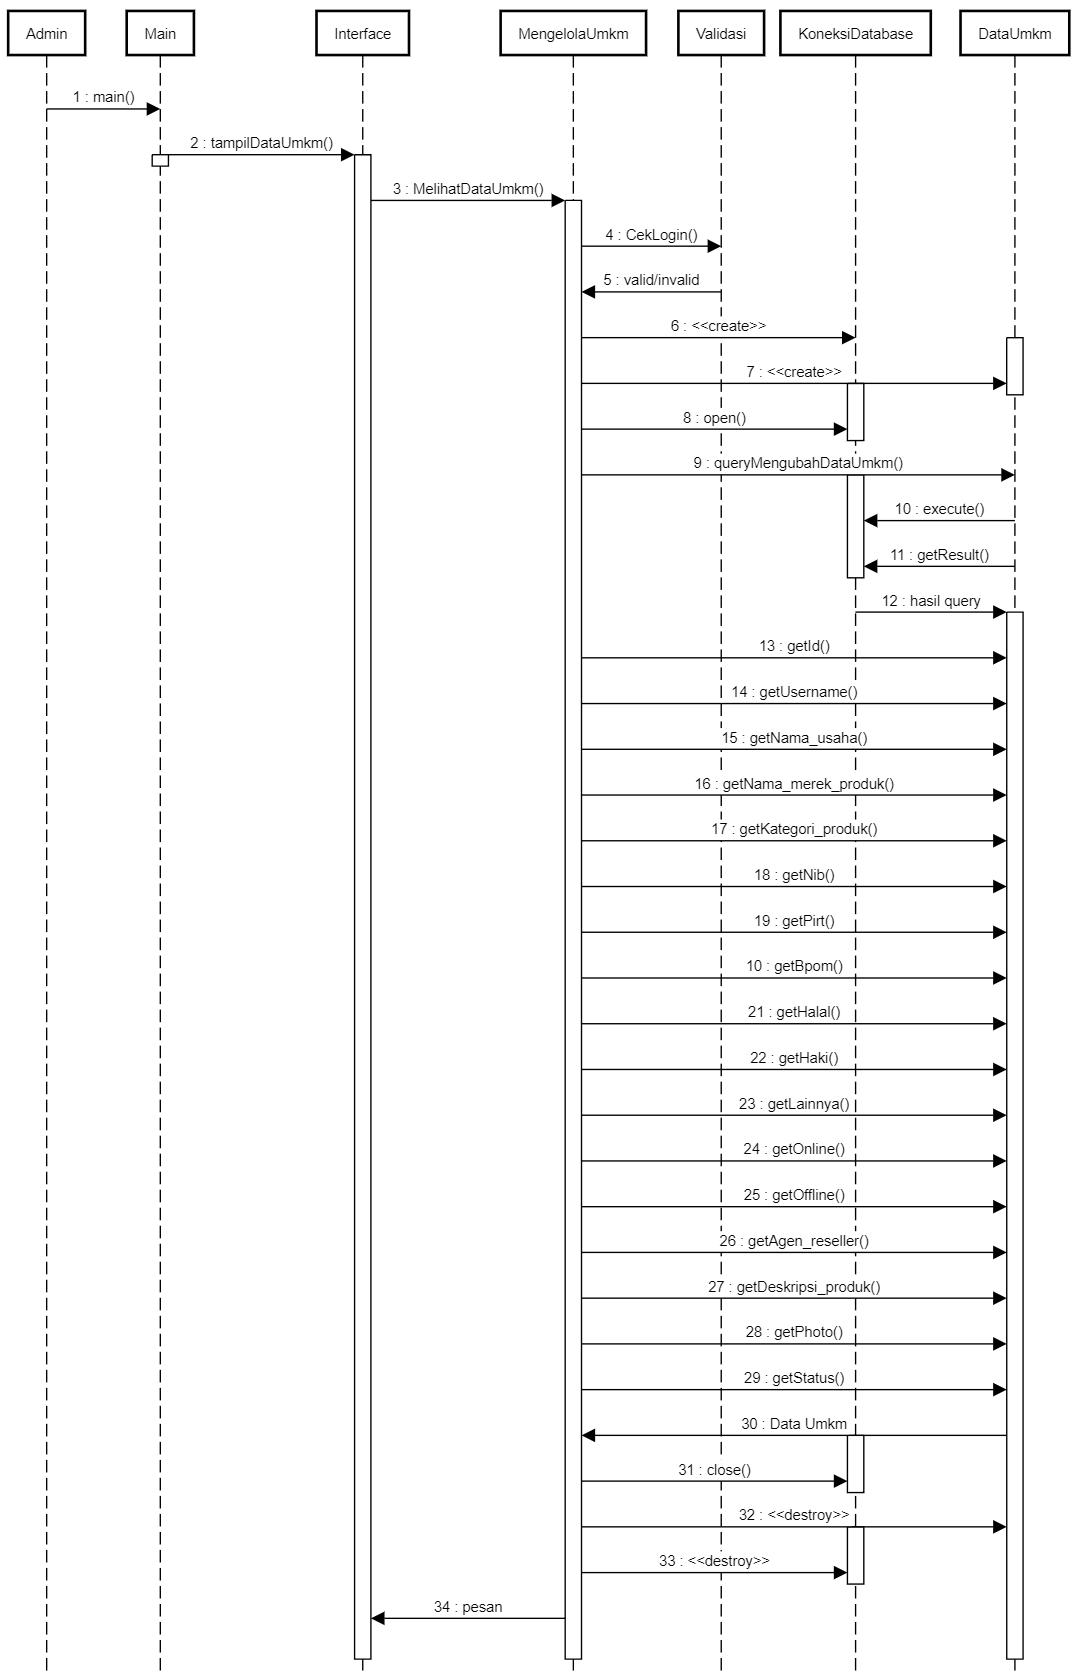 Admin
Main
Interface
MengelolaUmkm
Validasi
KoneksiDatabase
DataUmkm
1 : main()
2 : tampilDataUmkm()
3 : MelihatDataUmkm()
4 : CekLogin()
5 : valid/invalid
6 : <<create>>
7 : <<create>>
8 : open()
9 : queryMengubahDataUmkm()
10 : execute()
11 : getResult()
12 : hasil query
13 : getId()
14 : getUsername()
15 : getNama_usaha()
16 : getNama_merek_produk()
17 : getKategori_produk()
18 : getNib()
19 : getPirt()
10 : getBpom()
21 : getHalal()
22 : getHaki()
23 : getLainnya()
24 : getOnline()
25 : getOffline()
26 : getAgen_reseller()
27 : getDeskripsi_produk()
28 : getPhoto()
29 : getStatus()
30 : Data Umkm
31 : close()
32 : <<destroy>>
33 : <<destroy>>
34 : pesan